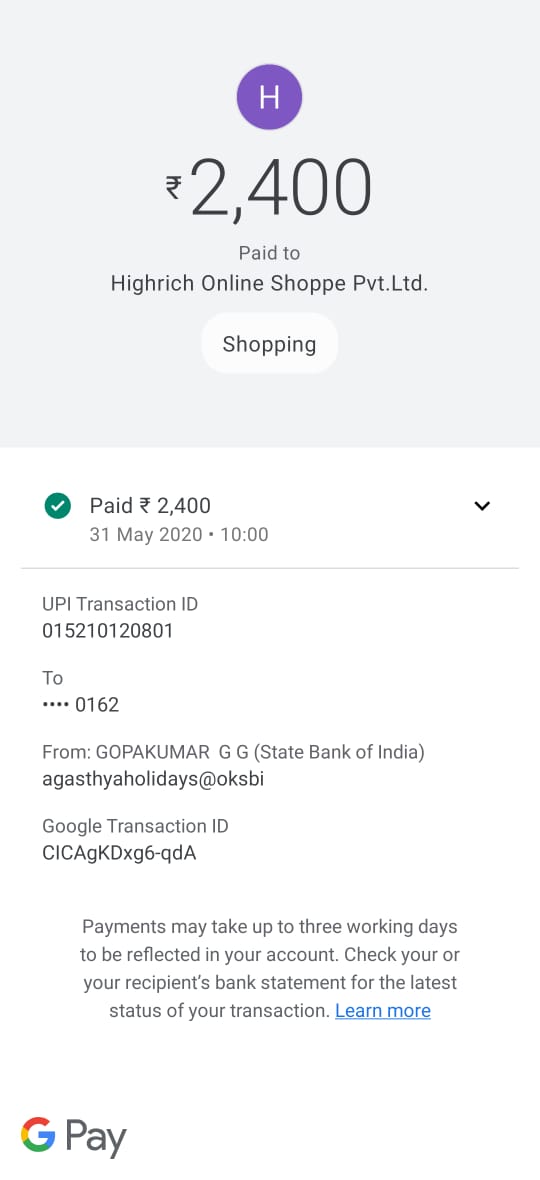 H
₹2,400
Paid to
Highrich Online Shoppe Pvt.Ltd.
Shopping
Paid ₹ 2,400
31 May 2020 • 10:00
UPI Transaction ID
015210120801
To
•••• 0162
From: GOPAKUMAR  G G (State Bank of India)
agasthyaholidays@oksbi
Google Transaction ID
CICAgKDxg6-qdA
Payments may take up to three working days
to be reflected in your account. Check your or
your recipient's bank statement for the latest
status of your transaction. Learn more
G Pay